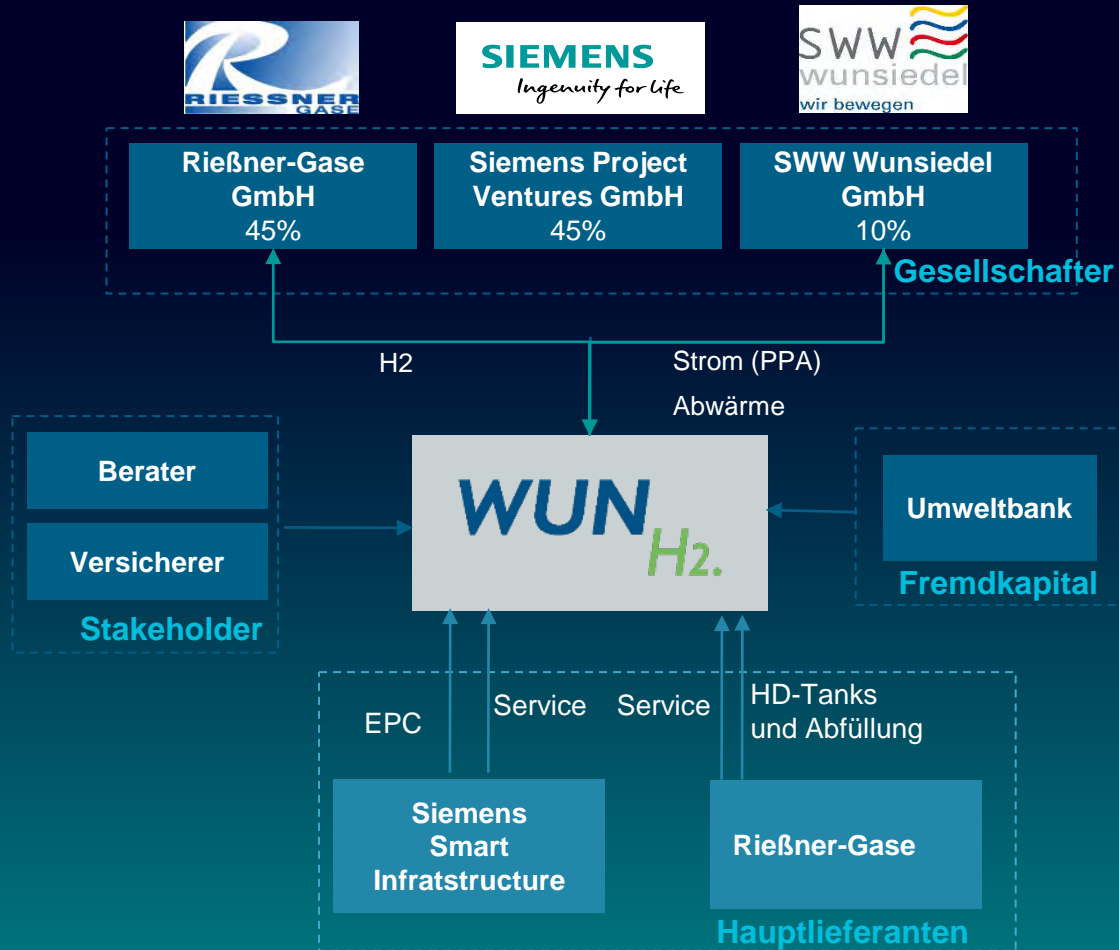 RIESSNER
GASE
SIEMENS
Ingenuity for life
SWW
wunsiedel
wir bewegen
Rießner-Gase
GmbH
45%
Siemens Project
Ventures GmbH
45%
SWW Wunsiedel
GmbH
10%
Gesellschafter
H2
Strom (PPA)
Abwärme
Berater
Versicherer
Stakeholder
WUN
H2.
Umweltbank
Fremdkapital
EPC
Service
Service
HD-Tanks
und Abfüllung
Siemens
Smart
Infratstructure
Rießner-Gase
Hauptlieferanten